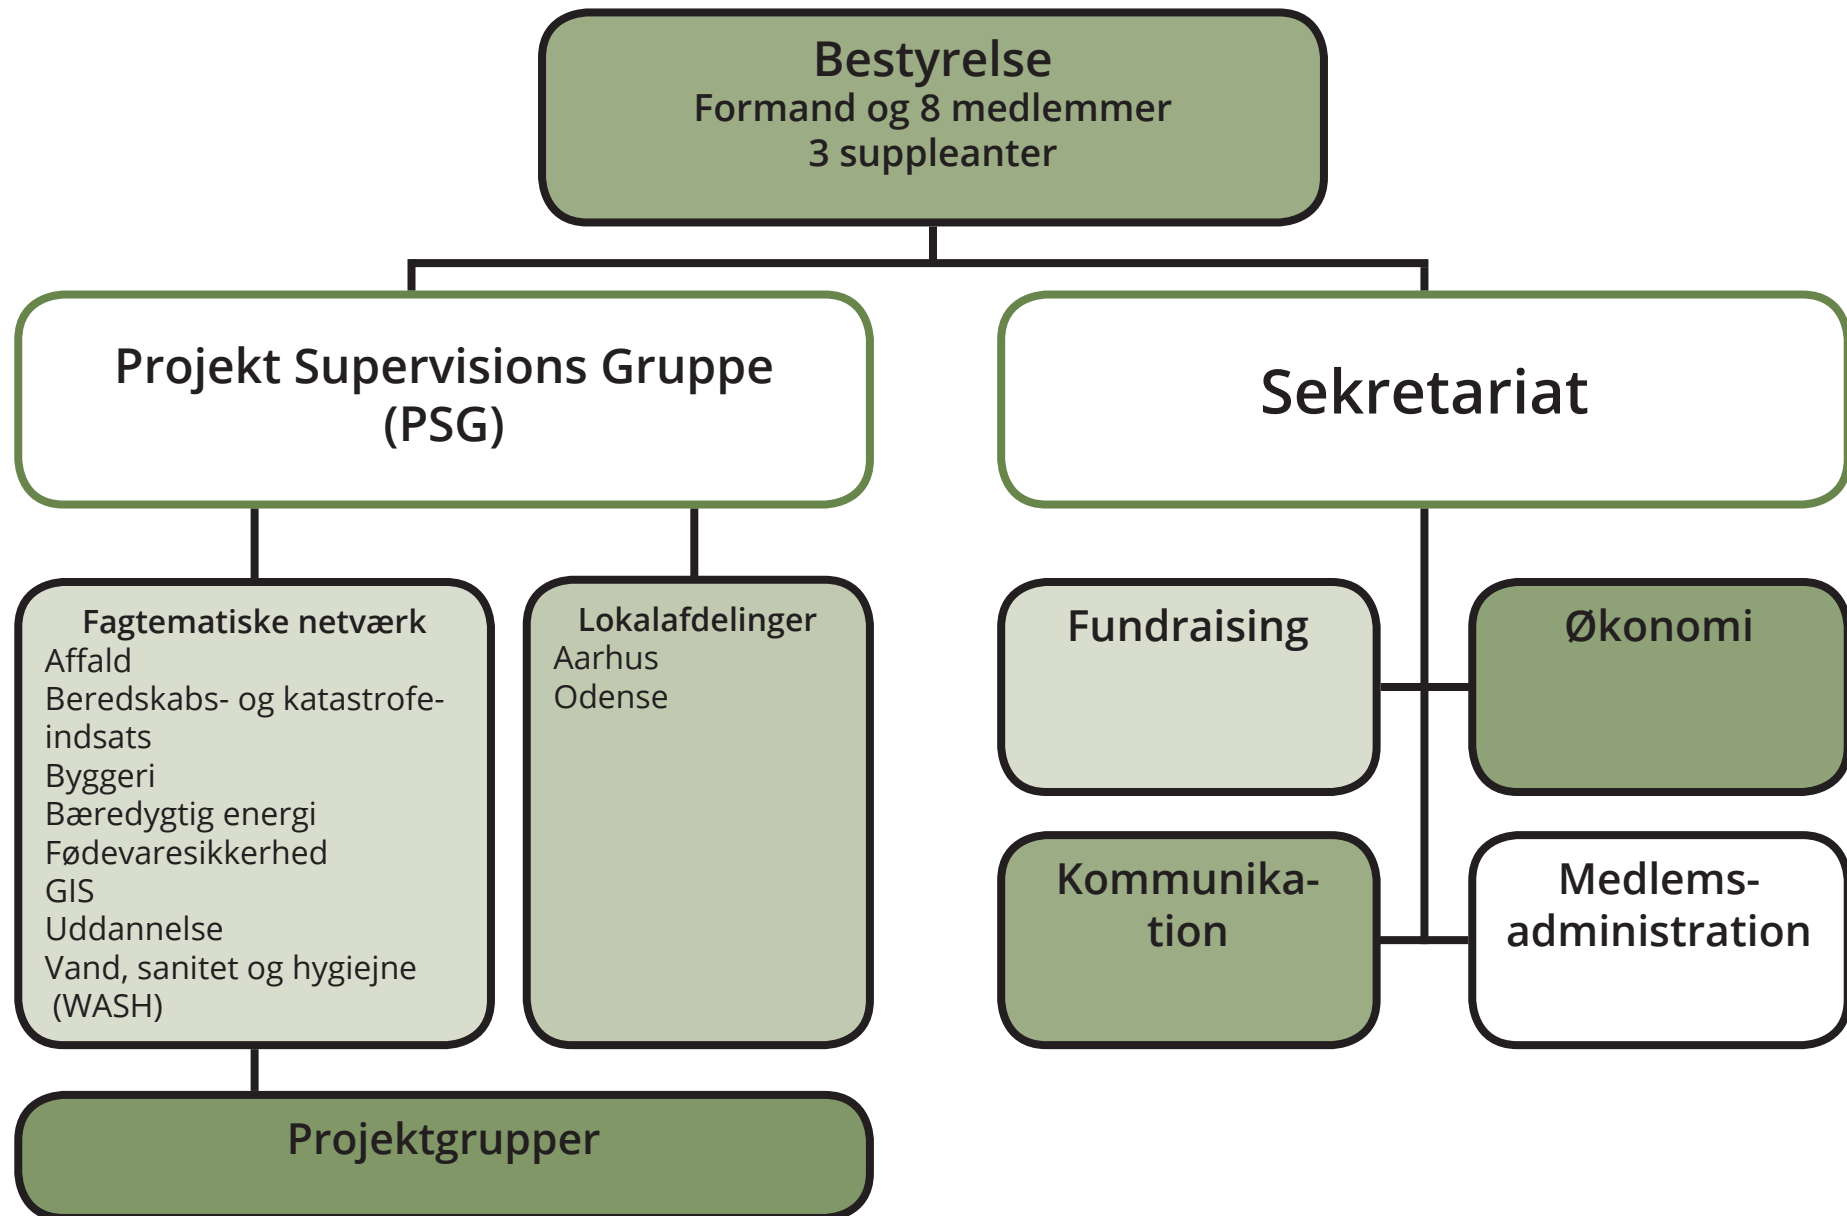 Bestyrelse
Formand og 8 medlemmer
3 suppleanter
Projekt Supervisions Gruppe
(PSG)
Sekretariat
Fagtematiske netværk
Affald
Beredskabs- og katastrofe-
indsats
Byggeri
Bæredygtig energi
Fødevaresikkerhed
GIS
Uddannelse
Vand, sanitet og hygiejne
(WASH)
Lokalafdelinger
Aarhus
Odense
Fundraising
Økonomi
Kommunika-
tion
Medlems-
administration
Projektgrupper